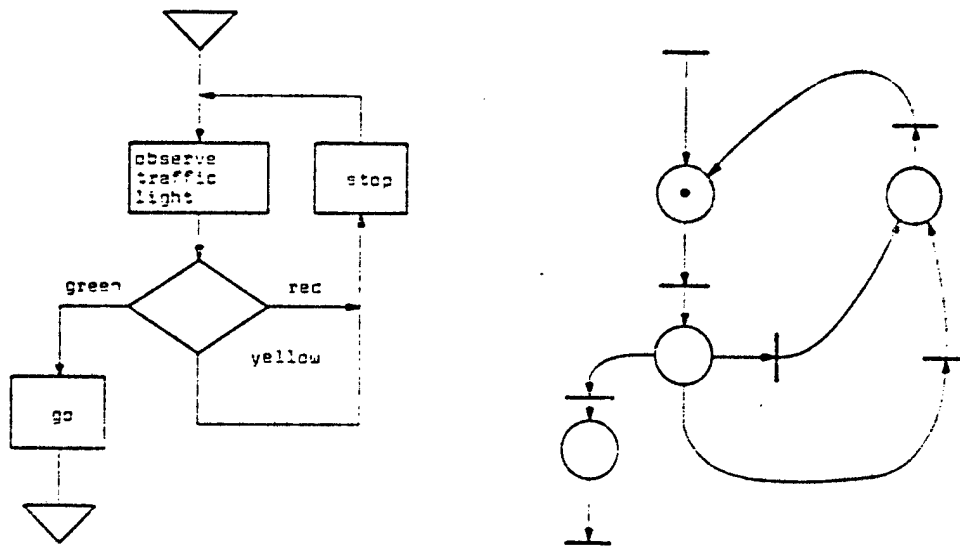 observe
traffic
light
stop
green
red
yellow
go